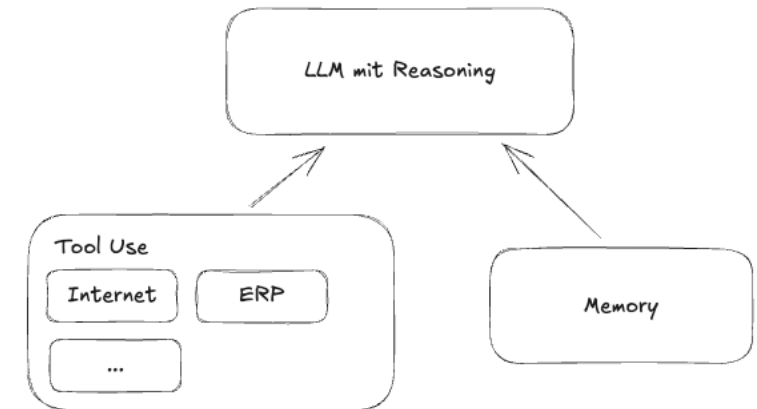 LLM mit Reasoning
Tool Use
Internet
ERP
...
Memory